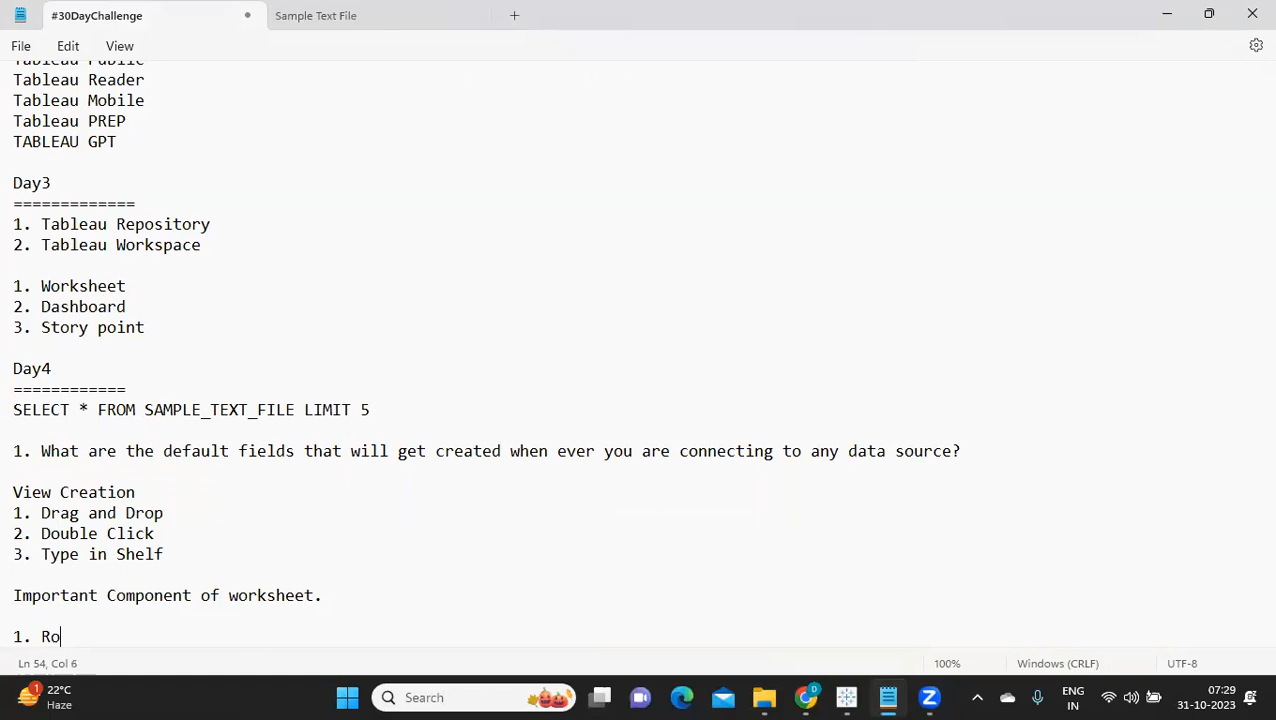 #30DayChallenge
Sample Text File
File
Edit
View
Tableau Public
Tableau Reader
Tableau Mobile
Tableau PREP
TABLEAU GPT
Day3
=============
1. Tableau Repository
2. Tableau Workspace
1. Worksheet
2. Dashboard
3. Story point
Day4
============
SELECT * FROM SAMPLE_TEXT_FILE LIMIT 5
1. What are the default fields that will get created when ever you are connecting to any data source?
View Creation
1. Drag and Drop
2. Double Click
3. Type in Shelf
Important Component of worksheet.
1. Ro
Ln 54, Col 6
100%
Windows (CRLF)
UTF-8
1
22°C
Haze
Search
D
ENG
IN
07:29
31-10-2023